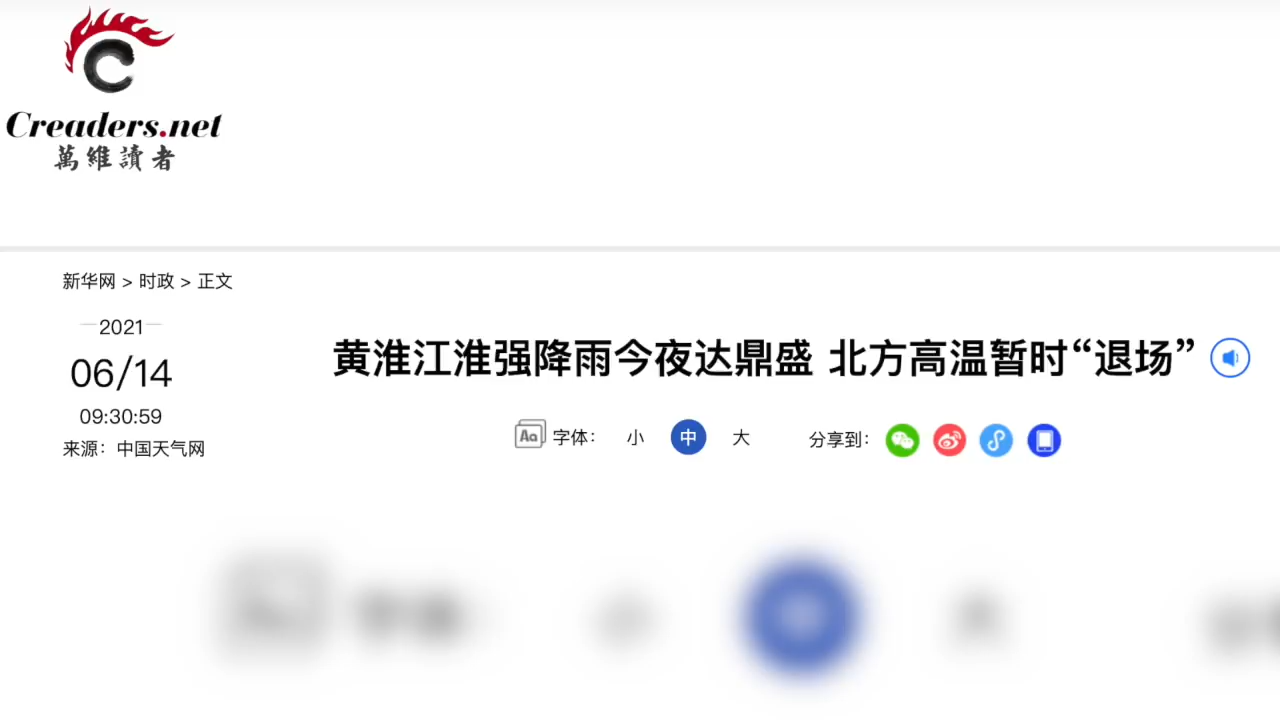 Creaders.net
萬維讀者
新华网 > 时政 > 正文
2021
06/14
09:30:59
来源：中国天气网
黄淮江淮强降雨今夜达鼎盛 北方高温暂时“退场”
Aa 字体： 小 中 大 分享到：